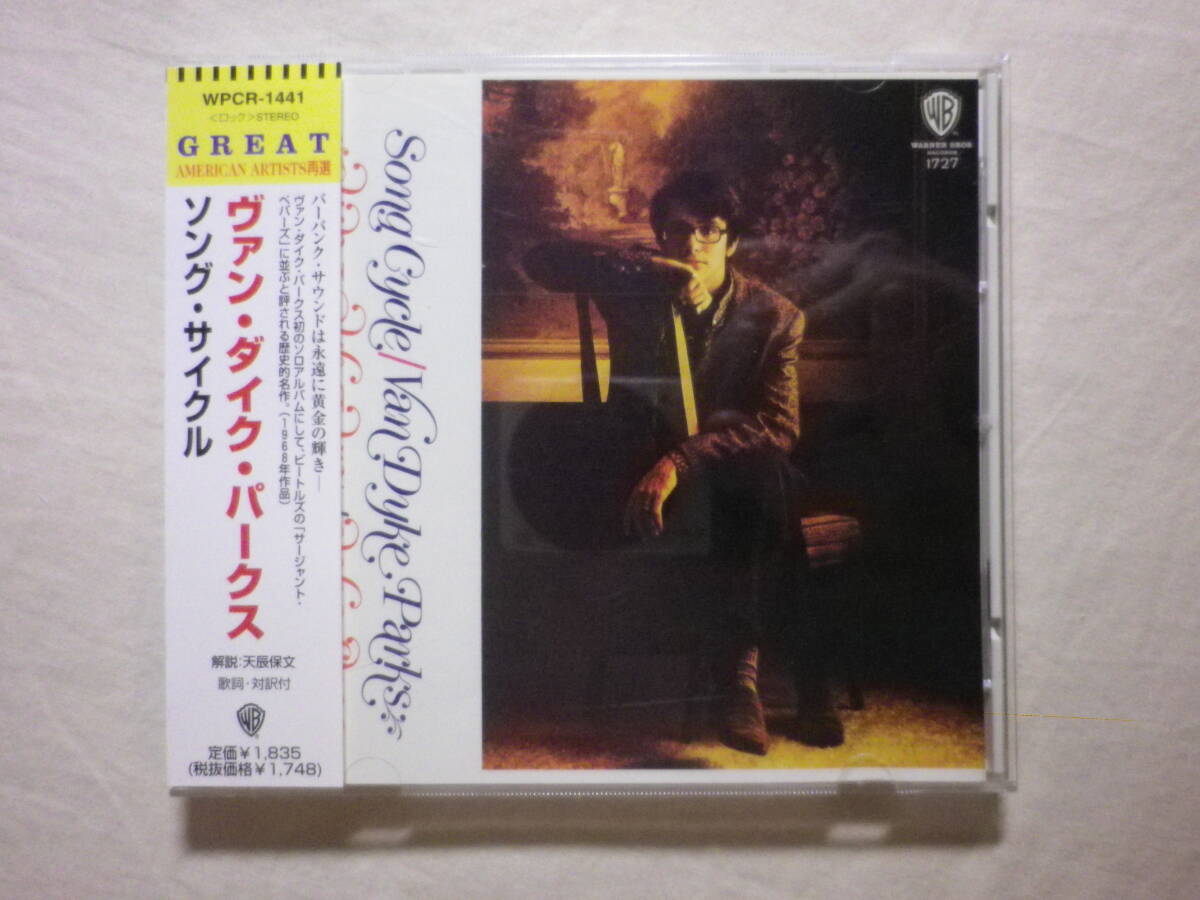 WPCR-1441
<ロック>STEREO
GREAT
AMERICAN ARTISTS再選
バーバンク・サウンドは永遠に黄金の輝き—
ヴァン・ダイク・パークス初のソロアルバムにして、ビートルズの「サージャント・
ペパーズ」に並ぶと評される歴史的名作。(1968年作品)
ヴァン・ダイク・パークス
ソング・サイクル
解説:天辰保文
歌詞・対訳付
WB
定価¥1,835
(税抜価格¥1,748)
Song Cycle/Van Dyke Parks
WB
WARNER BROS
RECORDS
1727